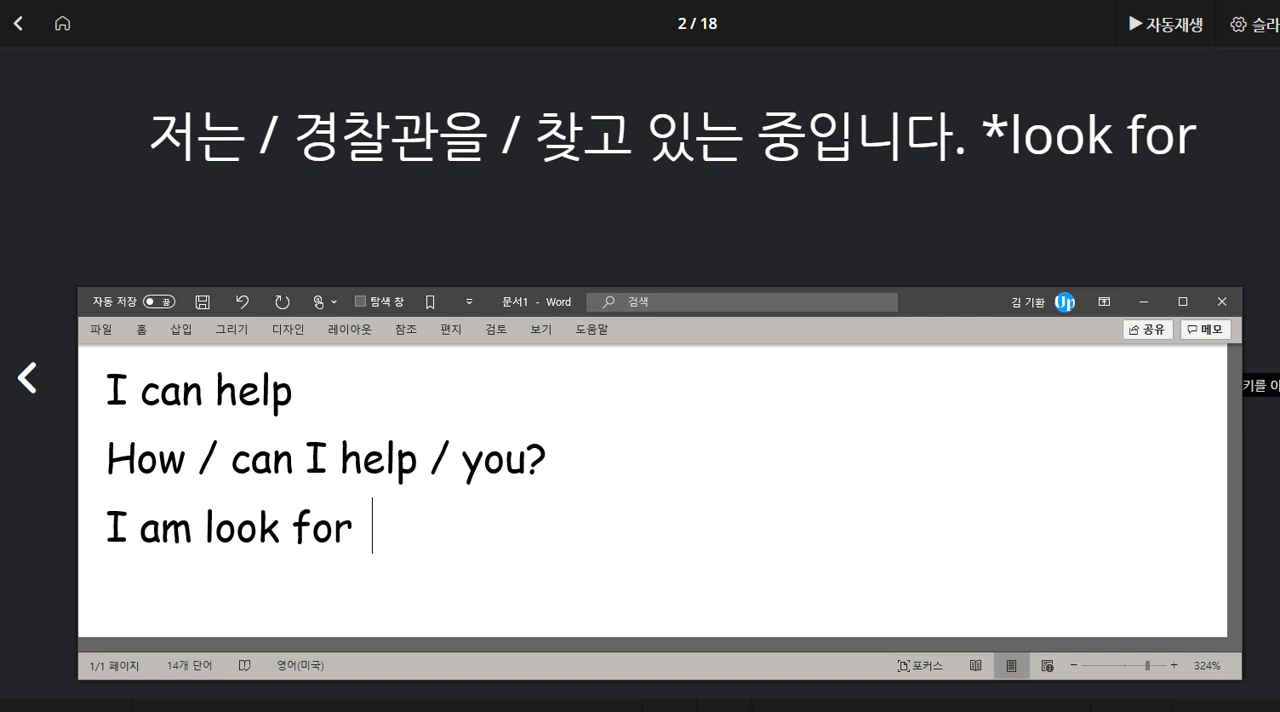 2 / 18
자동재생
슬라
저는 / 경찰관을 / 찾고 있는 중입니다. *look for
자동 저장 끔 탐색 창 문서1 - Word 검색 김 기환 Up
파일 홈 삽입 그리기 디자인 레이아웃 참조 편지 검토 보기 도움말 공유 메모
I can help
How / can I help / you?
I am look for
키를 이
1/1 페이지 14개 단어 영어(미국) 포커스 324%